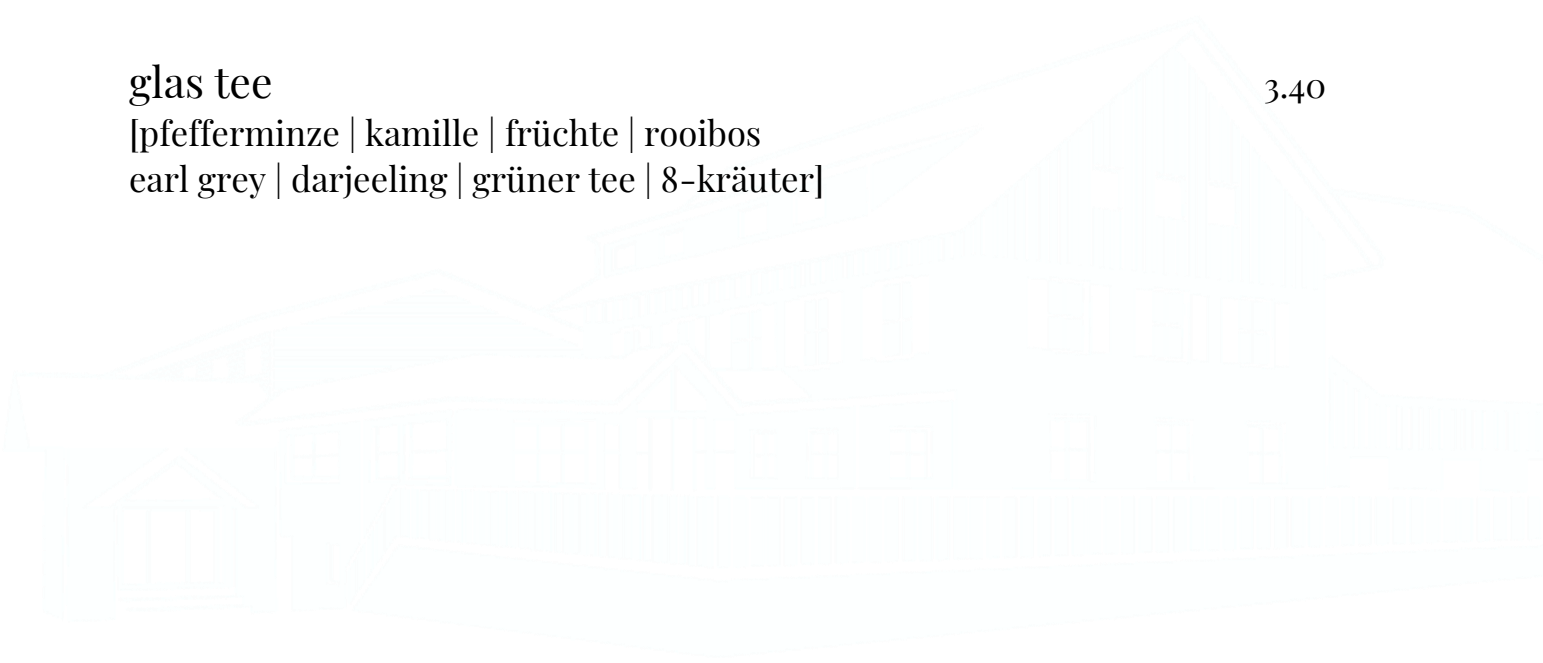 glas tee 3.40
[pfefferminze | kamille | früchte | rooibos
earl grey | darjeeling | grüner tee | 8-kräuter]